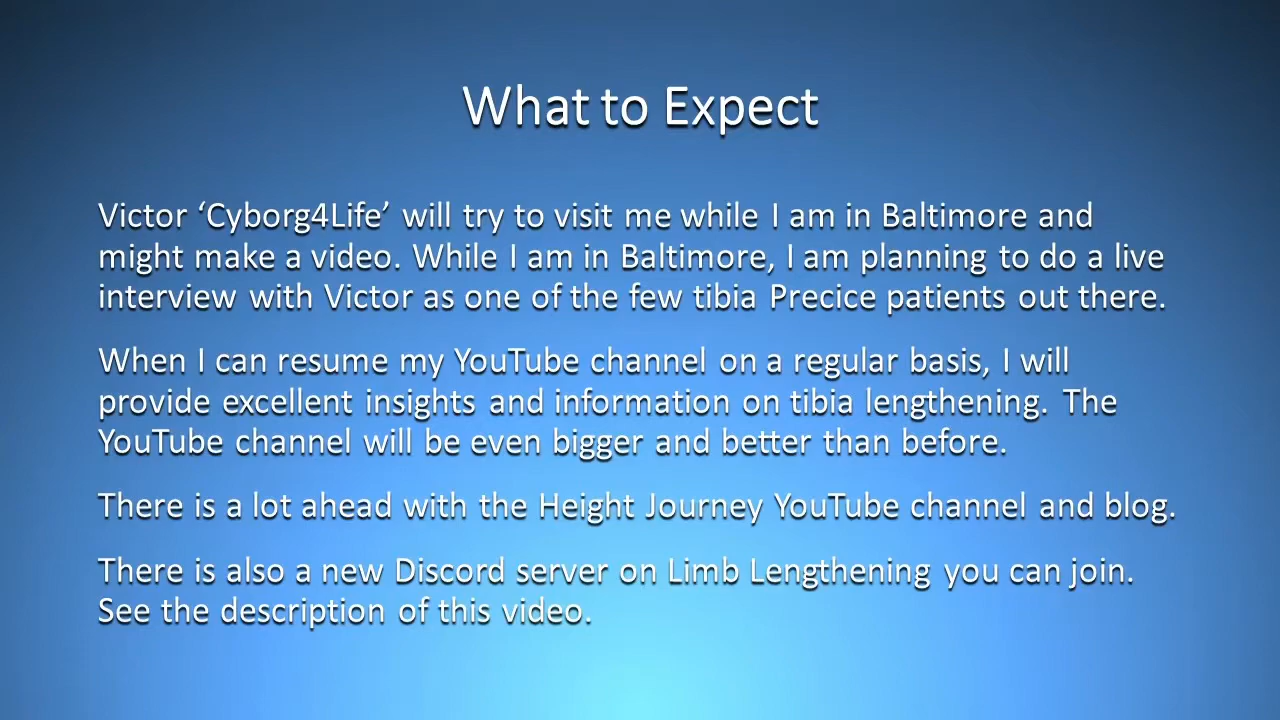 What to Expect
Victor ‘Cyborg4Life’ will try to visit me while I am in Baltimore and
might make a video. While I am in Baltimore, I am planning to do a live
interview with Victor as one of the few tibia Precice patients out there.
When I can resume my YouTube channel on a regular basis, I will
provide excellent insights and information on tibia lengthening. The
YouTube channel will be even bigger and better than before.
There is a lot ahead with the Height Journey YouTube channel and blog.
There is also a new Discord server on Limb Lengthening you can join.
See the description of this video.